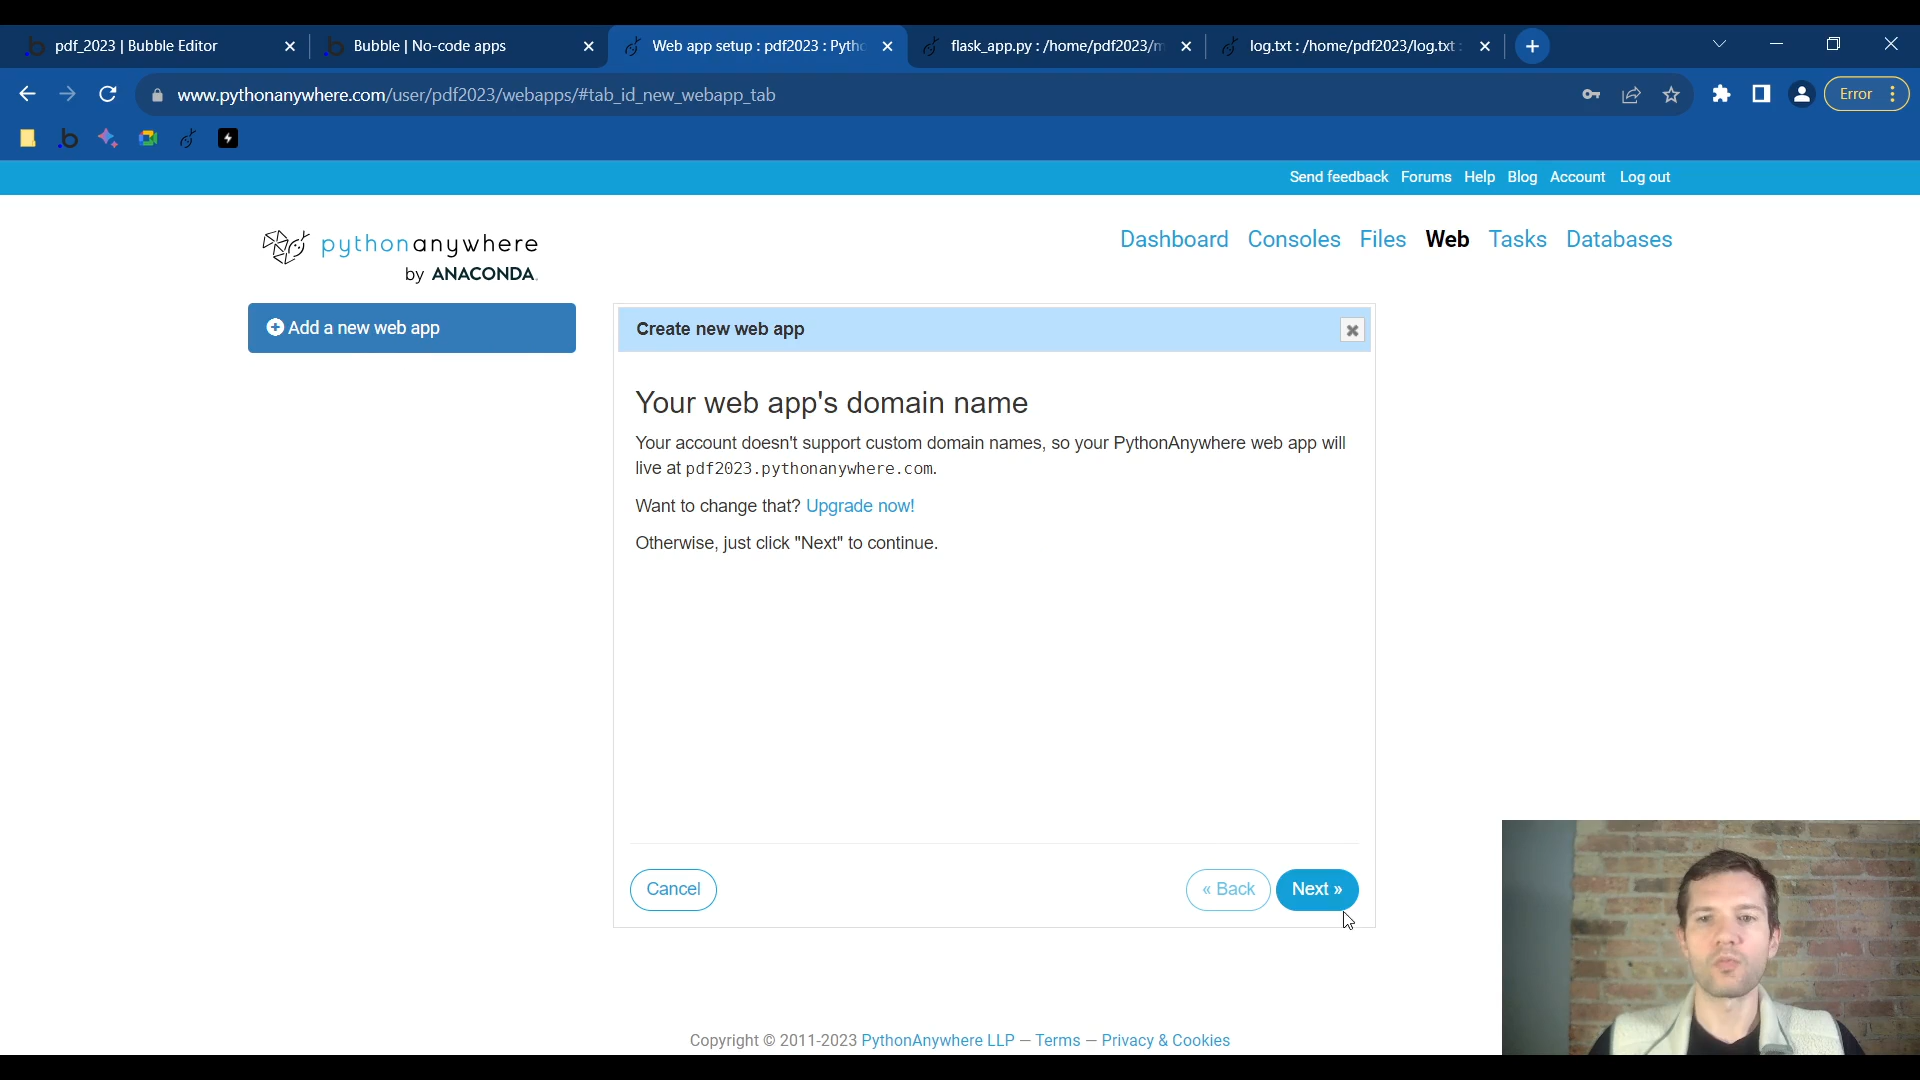 pdf_2023 | Bubble Editor
Bubble | No-code apps
Web app setup : pdf2023 : Pytho
flask_app.py : /home/pdf2023/m
log.txt : /home/pdf2023/log.txt :
www.pythonanywhere.com/user/pdf2023/webapps/#tab_id_new_webapp_tab
Error
Send feedback Forums Help Blog Account Log out
pythonanywhere
by ANACONDA.
Dashboard Consoles Files Web Tasks Databases
Add a new web app
Create new web app
Your web app's domain name
Your account doesn't support custom domain names, so your PythonAnywhere web app will
live at pdf2023.pythonanywhere.com.
Want to change that? Upgrade now!
Otherwise, just click "Next" to continue.
Cancel
« Back
Next »
Copyright © 2011-2023 PythonAnywhere LLP — Terms — Privacy & Cookies